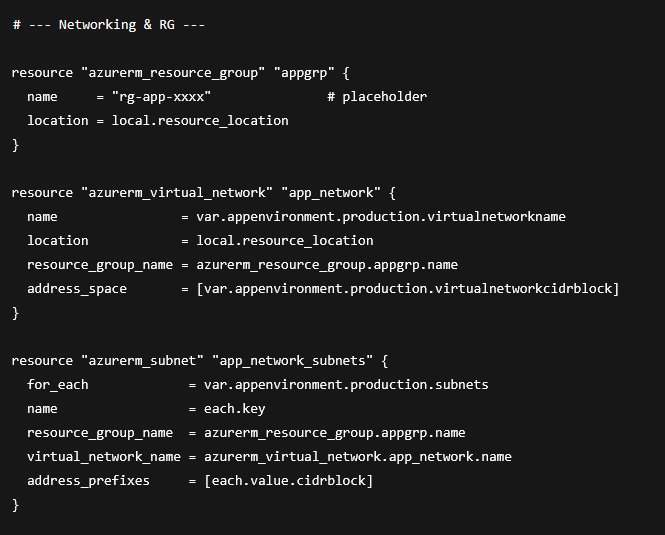 # --- Networking & RG ---
resource "azurerm_resource_group" "appgrp" {
  name     = "rg-app-xxxx"               # placeholder
  location = local.resource_location
}
resource "azurerm_virtual_network" "app_network" {
  name                = var.appenvironment.production.virtualnetworkname
  location            = local.resource_location
  resource_group_name = azurerm_resource_group.appgrp.name
  address_space       = [var.appenvironment.production.virtualnetworkcidrblock]
}
resource "azurerm_subnet" "app_network_subnets" {
  for_each             = var.appenvironment.production.subnets
  name                 = each.key
  resource_group_name  = azurerm_resource_group.appgrp.name
  virtual_network_name = azurerm_virtual_network.app_network.name
  address_prefixes     = [each.value.cidrblock]
}